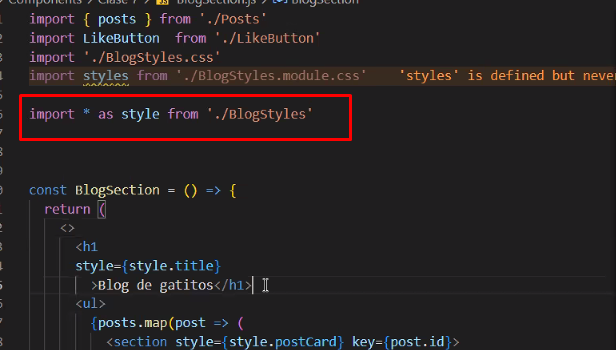 Components > Clase 7 > JS BlogSection.js > BlogSection
import { posts } from './Posts'
import LikeButton from './LikeButton'
import './BlogStyles.css'
import styles from './BlogStyles.module.css' 'styles' is defined but never
import * as style from './BlogStyles'
const BlogSection = () => {
return (
<>
<h1
style={style.title}
>Blog de gatitos</h1>
<ul>
{posts.map(post => (
<section style={style.postCard} key={post.id}>